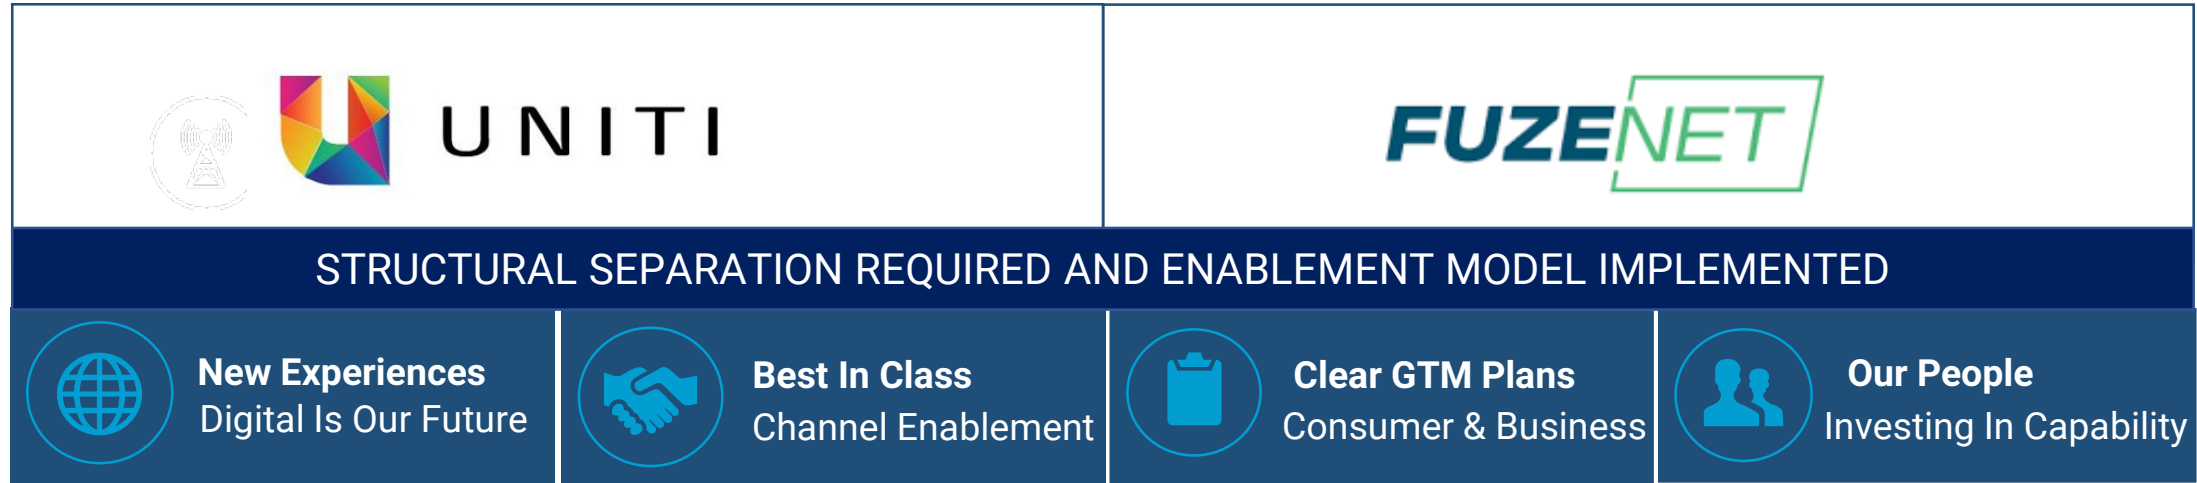 UNITI
FUZENET
STRUCTURAL SEPARATION REQUIRED AND ENABLEMENT MODEL IMPLEMENTED
New Experiences
Digital Is Our Future
Best In Class
Channel Enablement
Clear GTM Plans
Consumer & Business
Our People
Investing In Capability